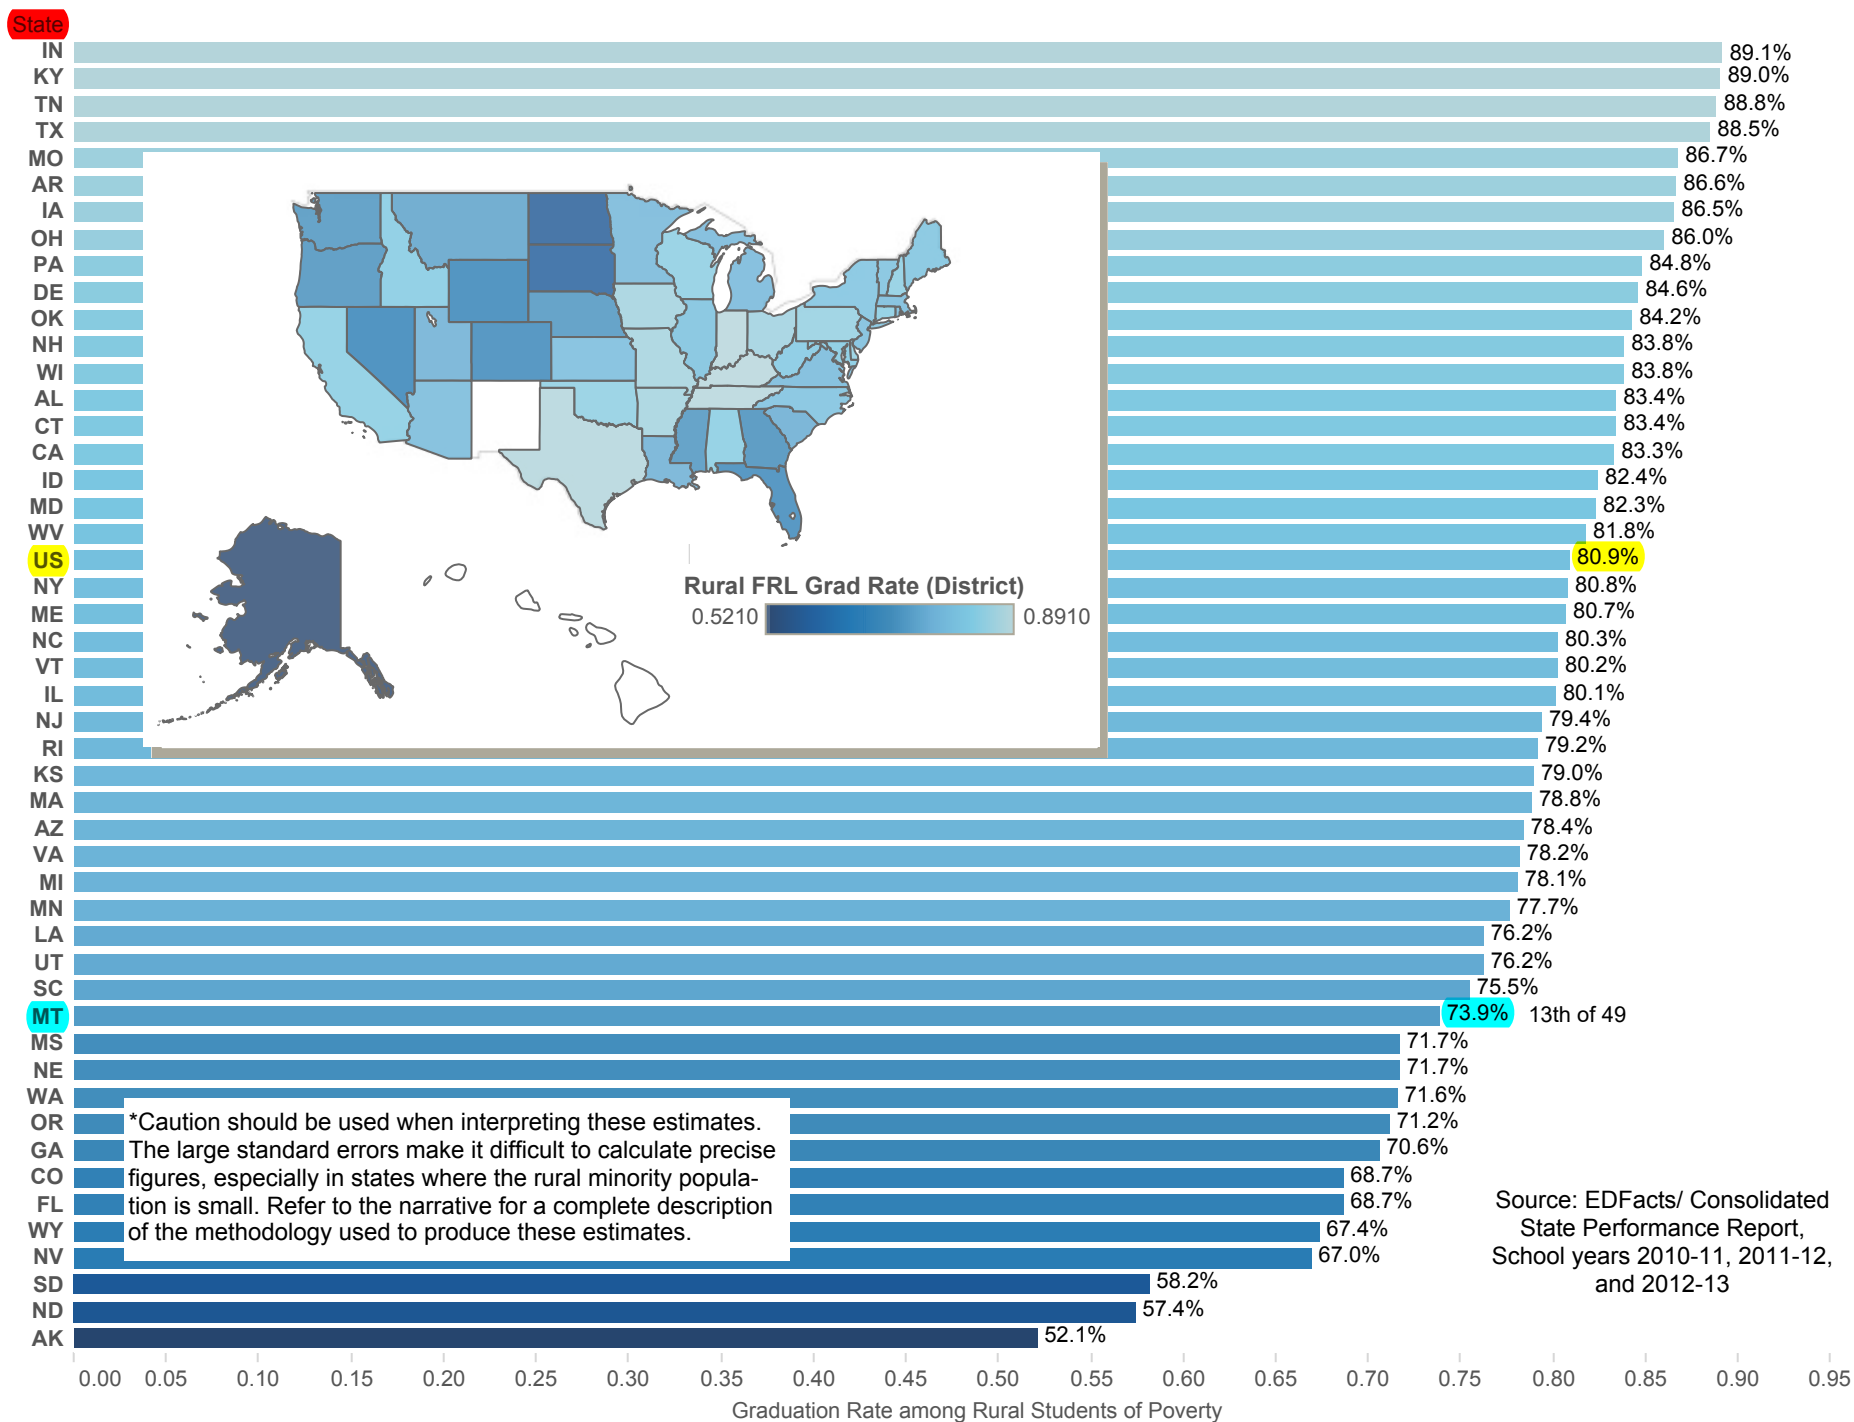 State
IN 89.1%
KY 89.0%
TN 88.8%
TX 88.5%
MO 86.7%
AR 86.6%
IA 86.5%
OH 86.0%
PA 84.8%
DE 84.6%
OK 84.2%
NH 83.8%
WI 83.8%
AL 83.4%
CT 83.4%
CA 83.3%
ID 82.4%
MD 82.3%
WV 81.8%
US 80.9%
NY 80.8%
ME 80.7%
NC 80.3%
VT 80.2%
IL 80.1%
NJ 79.4%
RI 79.2%
Rural FRL Grad Rate (District)
0.5210 0.8910
KS 79.0%
MA 78.8%
AZ 78.4%
VA 78.2%
MI 78.1%
MN 77.7%
LA 76.2%
UT 76.2%
SC 75.5%
MT 73.9% 13th of 49
MS 71.7%
NE 71.7%
WA 71.6%
OR 71.2%
GA 70.6%
CO 68.7%
FL 68.7%
WY 67.4%
NV 67.0%
SD 58.2%
ND 57.4%
AK 52.1%
*Caution should be used when interpreting these estimates.
The large standard errors make it difficult to calculate precise
figures, especially in states where the rural minority popula-
tion is small. Refer to the narrative for a complete description
of the methodology used to produce these estimates.
Source: EDFacts/ Consolidated
State Performance Report,
School years 2010-11, 2011-12,
and 2012-13
0.00 0.05 0.10 0.15 0.20 0.25 0.30 0.35 0.40 0.45 0.50 0.55 0.60 0.65 0.70 0.75 0.80 0.85 0.90 0.95
Graduation Rate among Rural Students of Poverty